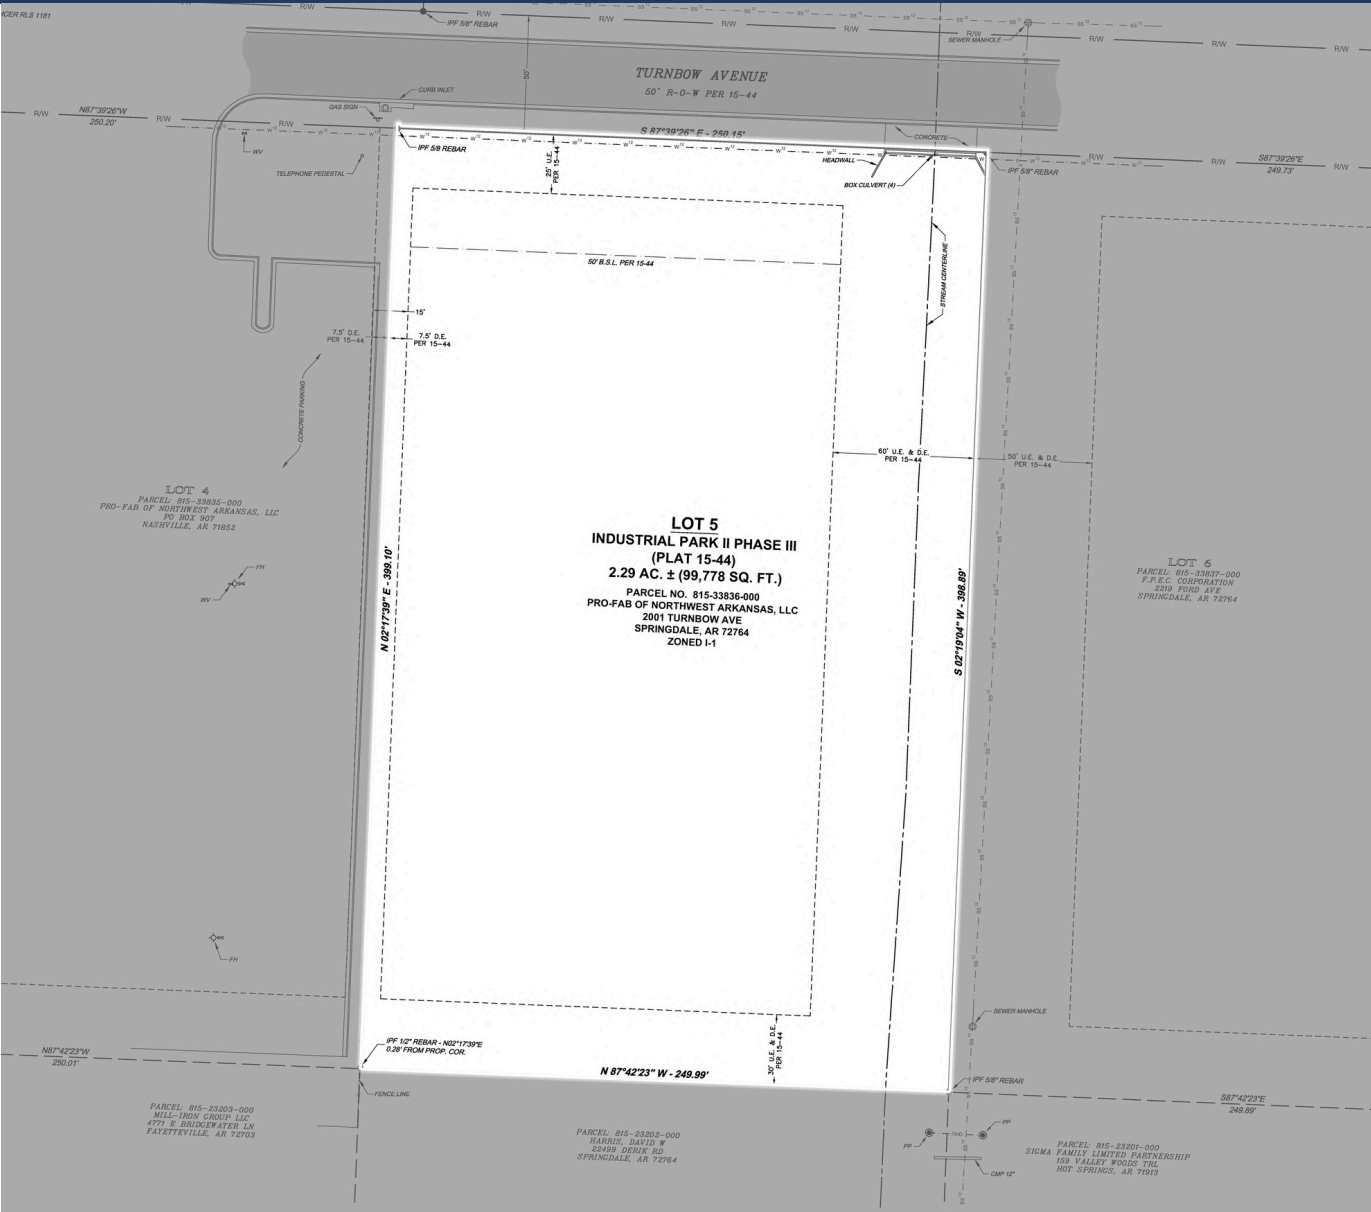 NCER RLS 1181
R/W
R/W
R/W
R/W
R/W
R/W
R/W
R/W
R/W
IPF 5/8" REBAR
SEWER MANHOLE
TURNBOW AVENUE
50' R-O-W PER 15-44
50'
CURB INLET
GAS SIGN
N87°39'26"W
250.20'
R/W
R/W
R/W
WV
TELEPHONE PEDESTAL
S 87°39'26" E - 250.15'
IPF 5/8 REBAR
25' U.E.
PER 15-44
CONCRETE
HEADWALL
BOX CULVERT (4)
IPF 5/8" REBAR
R/W
R/W
S87°39'26"E
249.73'
50' B.S.L. PER 15-44
STREAM CENTERLINE
15'
7.5' D.E.
PER 15-44
7.5' D.E.
PER 15-44
CONCRETE PARKING
60' U.E. & D.E.
PER 15-44
50' U.E. & D.E.
PER 15-44
LOT 4
PARCEL: 815-33835-000
PRO-FAB OF NORTHWEST ARKANSAS, LLC
PO BOX 907
NASHVILLE, AR 71852
FH
WV
N 02°17'39" E - 399.10'
LOT 5
INDUSTRIAL PARK II PHASE III
(PLAT 15-44)
2.29 AC. ± (99,778 SQ. FT.)
PARCEL NO. 815-33836-000
PRO-FAB OF NORTHWEST ARKANSAS, LLC
2001 TURNBOW AVE
SPRINGDALE, AR 72764
ZONED I-1
S 02°19'04" W - 398.89'
LOT 6
PARCEL: 815-33837-000
F.P.E.C. CORPORATION
2219 FORD AVE
SPRINGDALE, AR 72764
FH
SEWER MANHOLE
N87°42'23"W
250.01'
IPF 1/2" REBAR - N02°17'39"E
0.28' FROM PROP. COR.
N 87°42'23" W - 249.99'
30' U.E. & D.E.
PER 15-44
IPF 5/8" REBAR
S87°42'23"E
249.89'
FENCE LINE
PARCEL: 815-23203-000
MILL-IRON GROUP LLC
4771 E BRIDGEWATER LN
FAYETTEVILLE, AR 72703
PARCEL: 815-23202-000
HARRIS, DAVID W
22499 DERIK RD
SPRINGDALE, AR 72764
PP
OHU
PP
CMP 12"
PARCEL: 815-23201-000
SIGMA FAMILY LIMITED PARTNERSHIP
159 VALLEY WOODS TRL
HOT SPRINGS, AR 71913